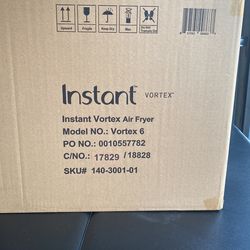 Instant VORTEX™
Instant Vortex Air Fryer
Model NO.: Vortex 6
PO NO.: 0010557782
C/NO.: 17829 / 18828
SKU# 140-3001-01